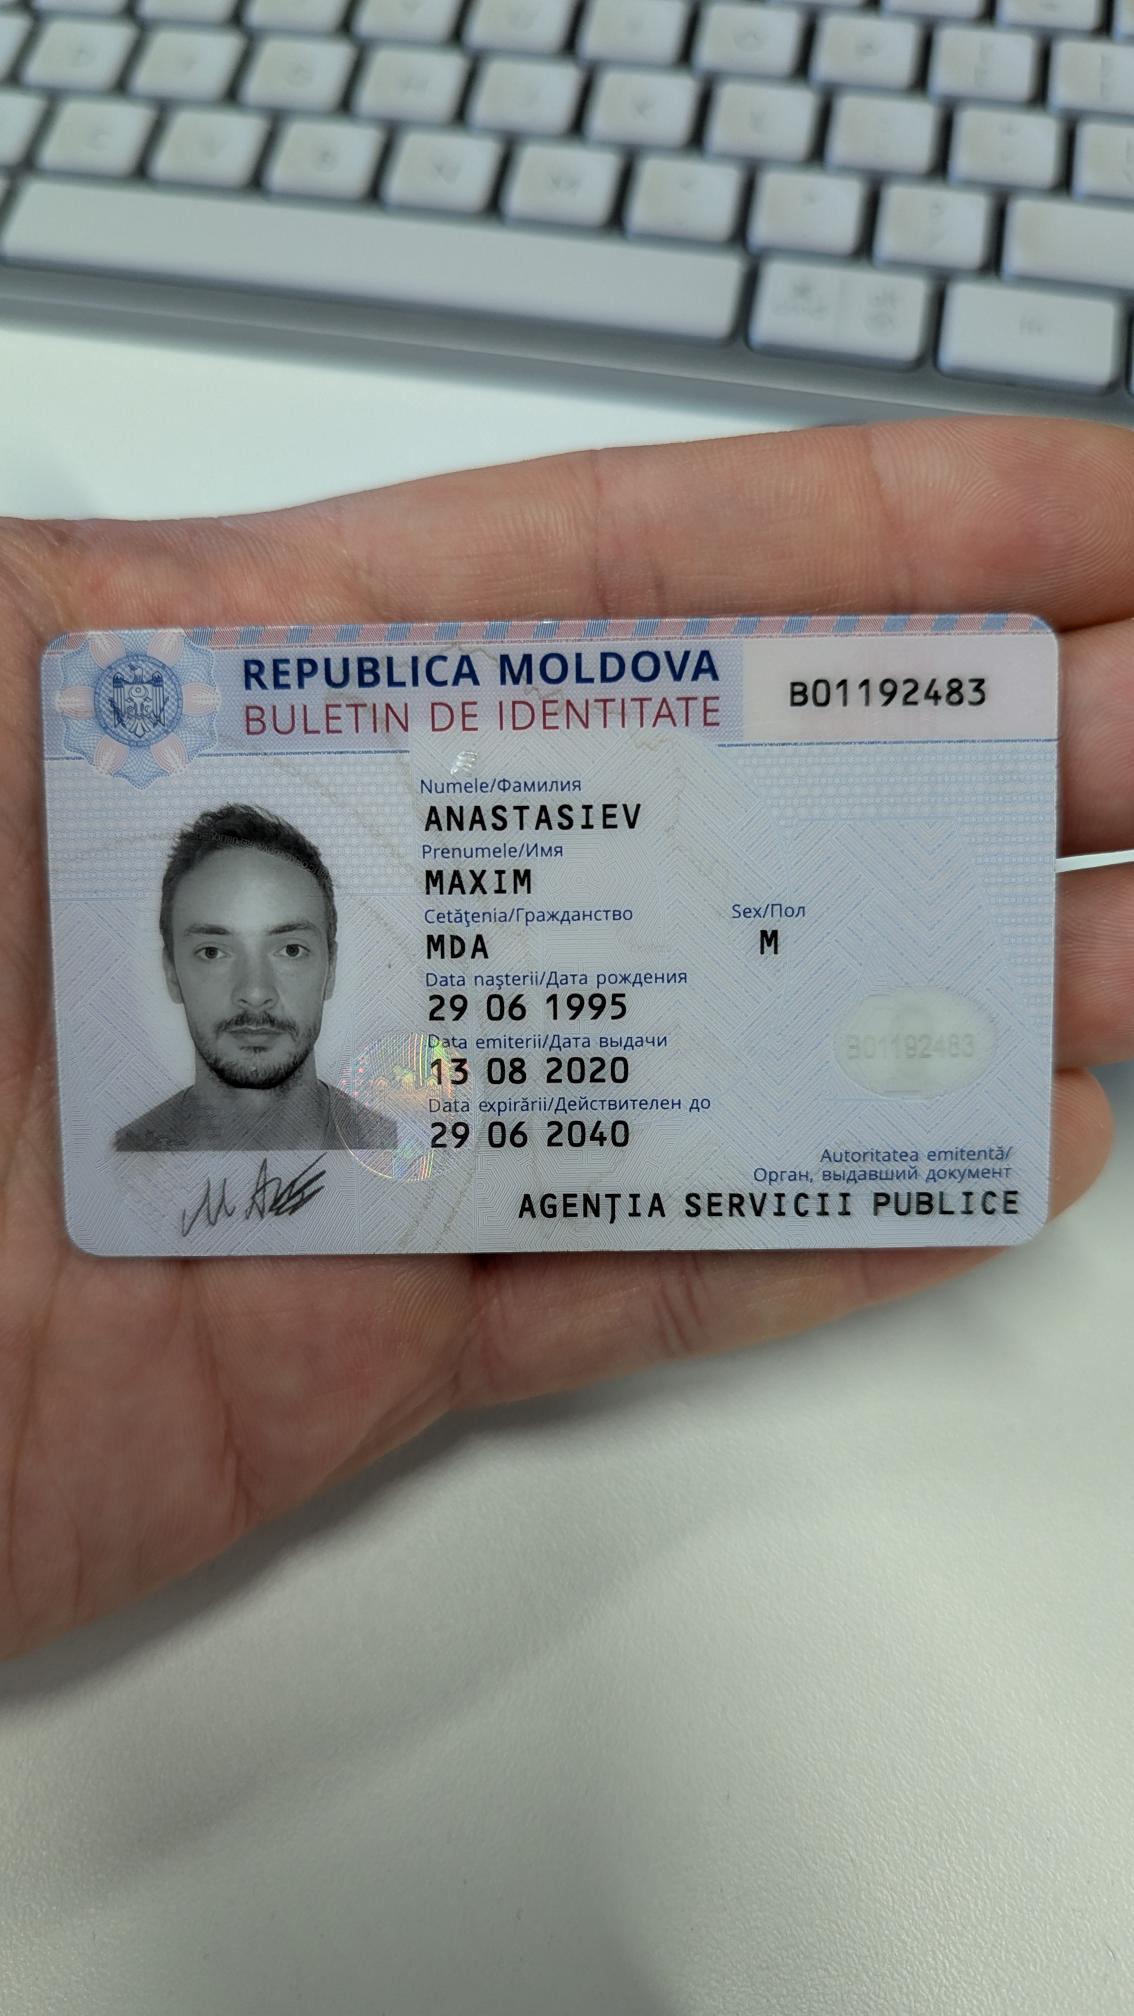 REPUBLICA MOLDOVA
BULETIN DE IDENTITATE
B01192483
Numele/Фамилия
ANASTASIEV
Prenumele/Имя
MAXIM
Cetăţenia/Гражданство
MDA
Sex/Пол
M
Data naşterii/Дата рождения
29 06 1995
Data emiterii/Дата выдачи
13 08 2020
Data expirării/Действителен до
29 06 2040
B01192483
Autoritatea emitentă/
Орган, выдавший документ
AGENŢIA SERVICII PUBLICE